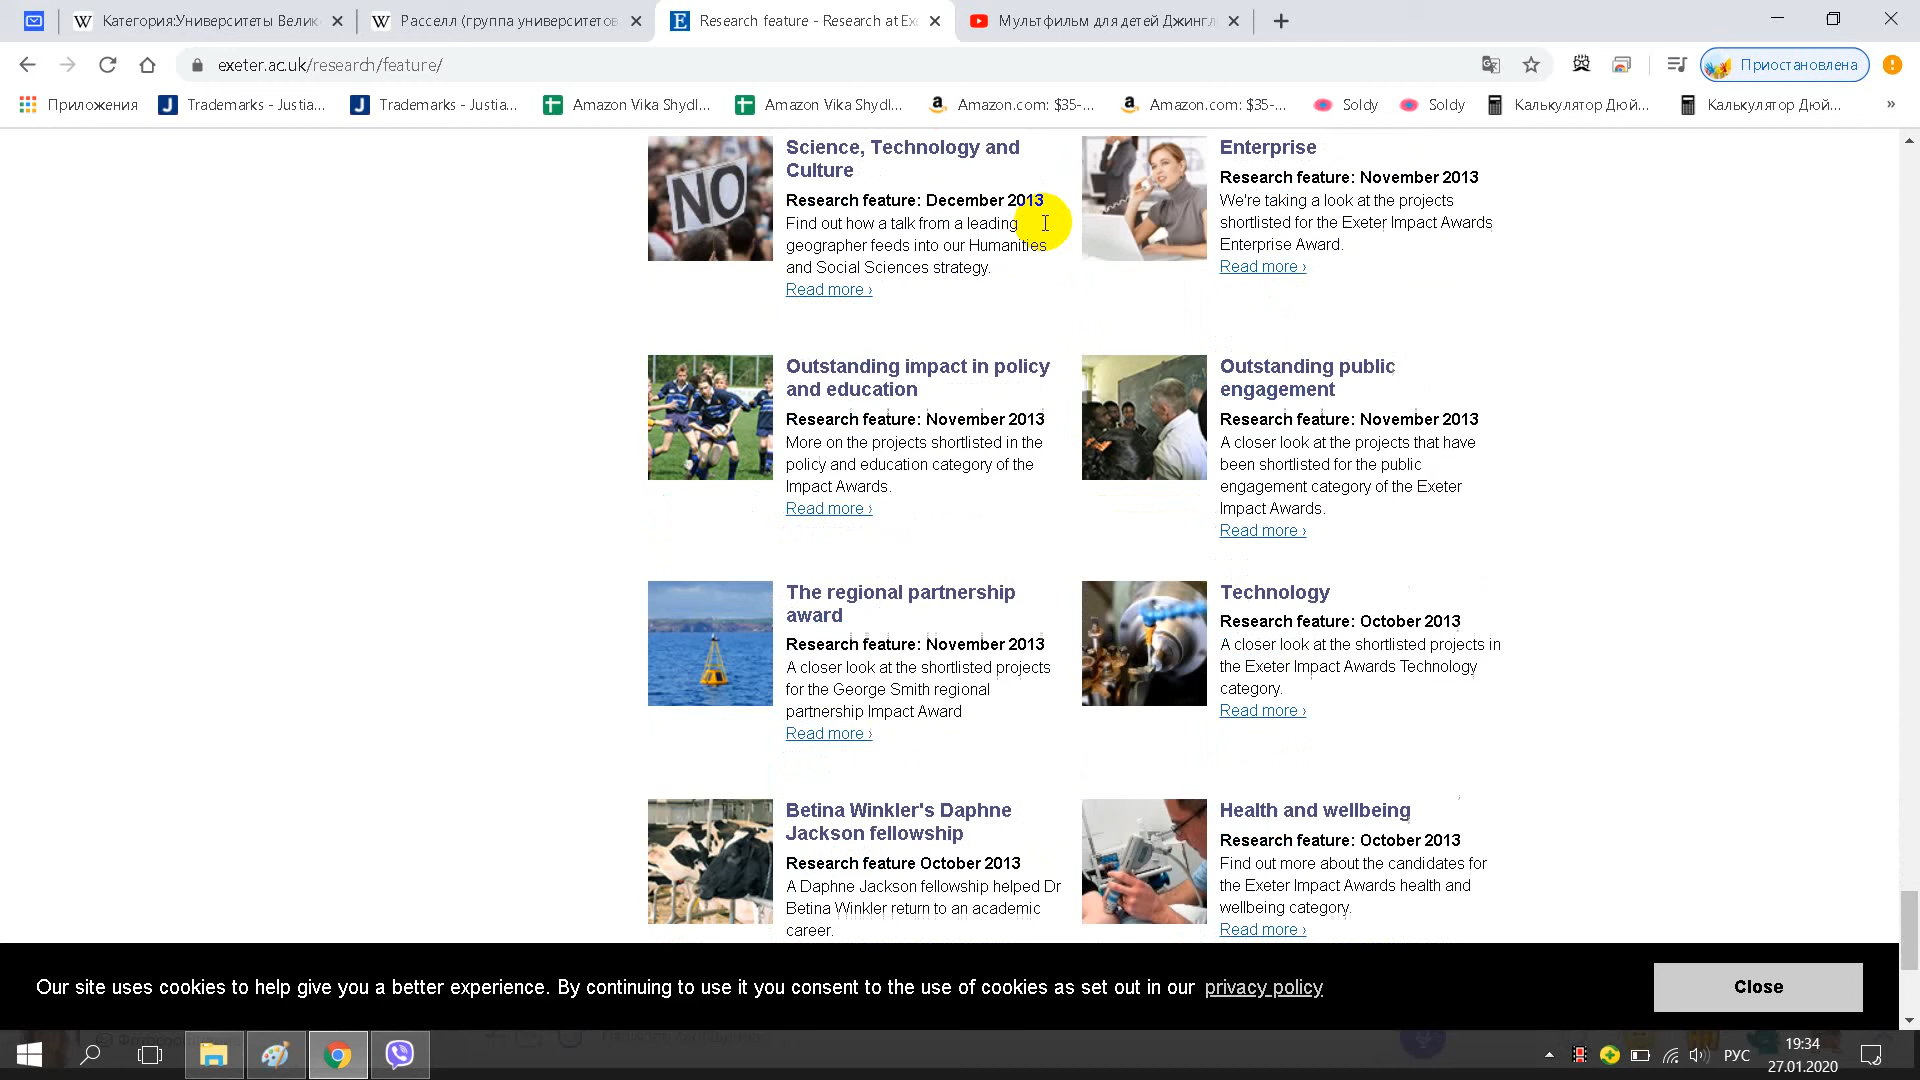 Категория:Университеты Велик
Расселл (группа университетов
Research feature - Research at Ex
Мультфильм для детей Джингл
exeter.ac.uk/research/feature/
Приостановлена
Приложения
Trademarks - Justia...
Trademarks - Justia...
Amazon Vika Shydl...
Amazon Vika Shydl...
Amazon.com: $35-...
Amazon.com: $35-...
Soldy
Soldy
Калькулятор Дюй...
Калькулятор Дюй...
NO
Science, Technology and
Culture
Research feature: December 2013
Find out how a talk from a leading
geographer feeds into our Humanities
and Social Sciences strategy.
Read more ›
Enterprise
Research feature: November 2013
We're taking a look at the projects
shortlisted for the Exeter Impact Awards
Enterprise Award.
Read more ›
Outstanding impact in policy
and education
Research feature: November 2013
More on the projects shortlisted in the
policy and education category of the
Impact Awards.
Read more ›
Outstanding public
engagement
Research feature: November 2013
A closer look at the projects that have
been shortlisted for the public
engagement category of the Exeter
Impact Awards.
Read more ›
The regional partnership
award
Research feature: November 2013
A closer look at the shortlisted projects
for the George Smith regional
partnership Impact Award
Read more ›
Technology
Research feature: October 2013
A closer look at the shortlisted projects in
the Exeter Impact Awards Technology
category.
Read more ›
Betina Winkler's Daphne
Jackson fellowship
Research feature October 2013
A Daphne Jackson fellowship helped Dr
Betina Winkler return to an academic
career.
Health and wellbeing
Research feature: October 2013
Find out more about the candidates for
the Exeter Impact Awards health and
wellbeing category.
Read more ›
Our site uses cookies to help give you a better experience. By continuing to use it you consent to the use of cookies as set out in our privacy policy
Close
РУС
19:34
27.01.2020